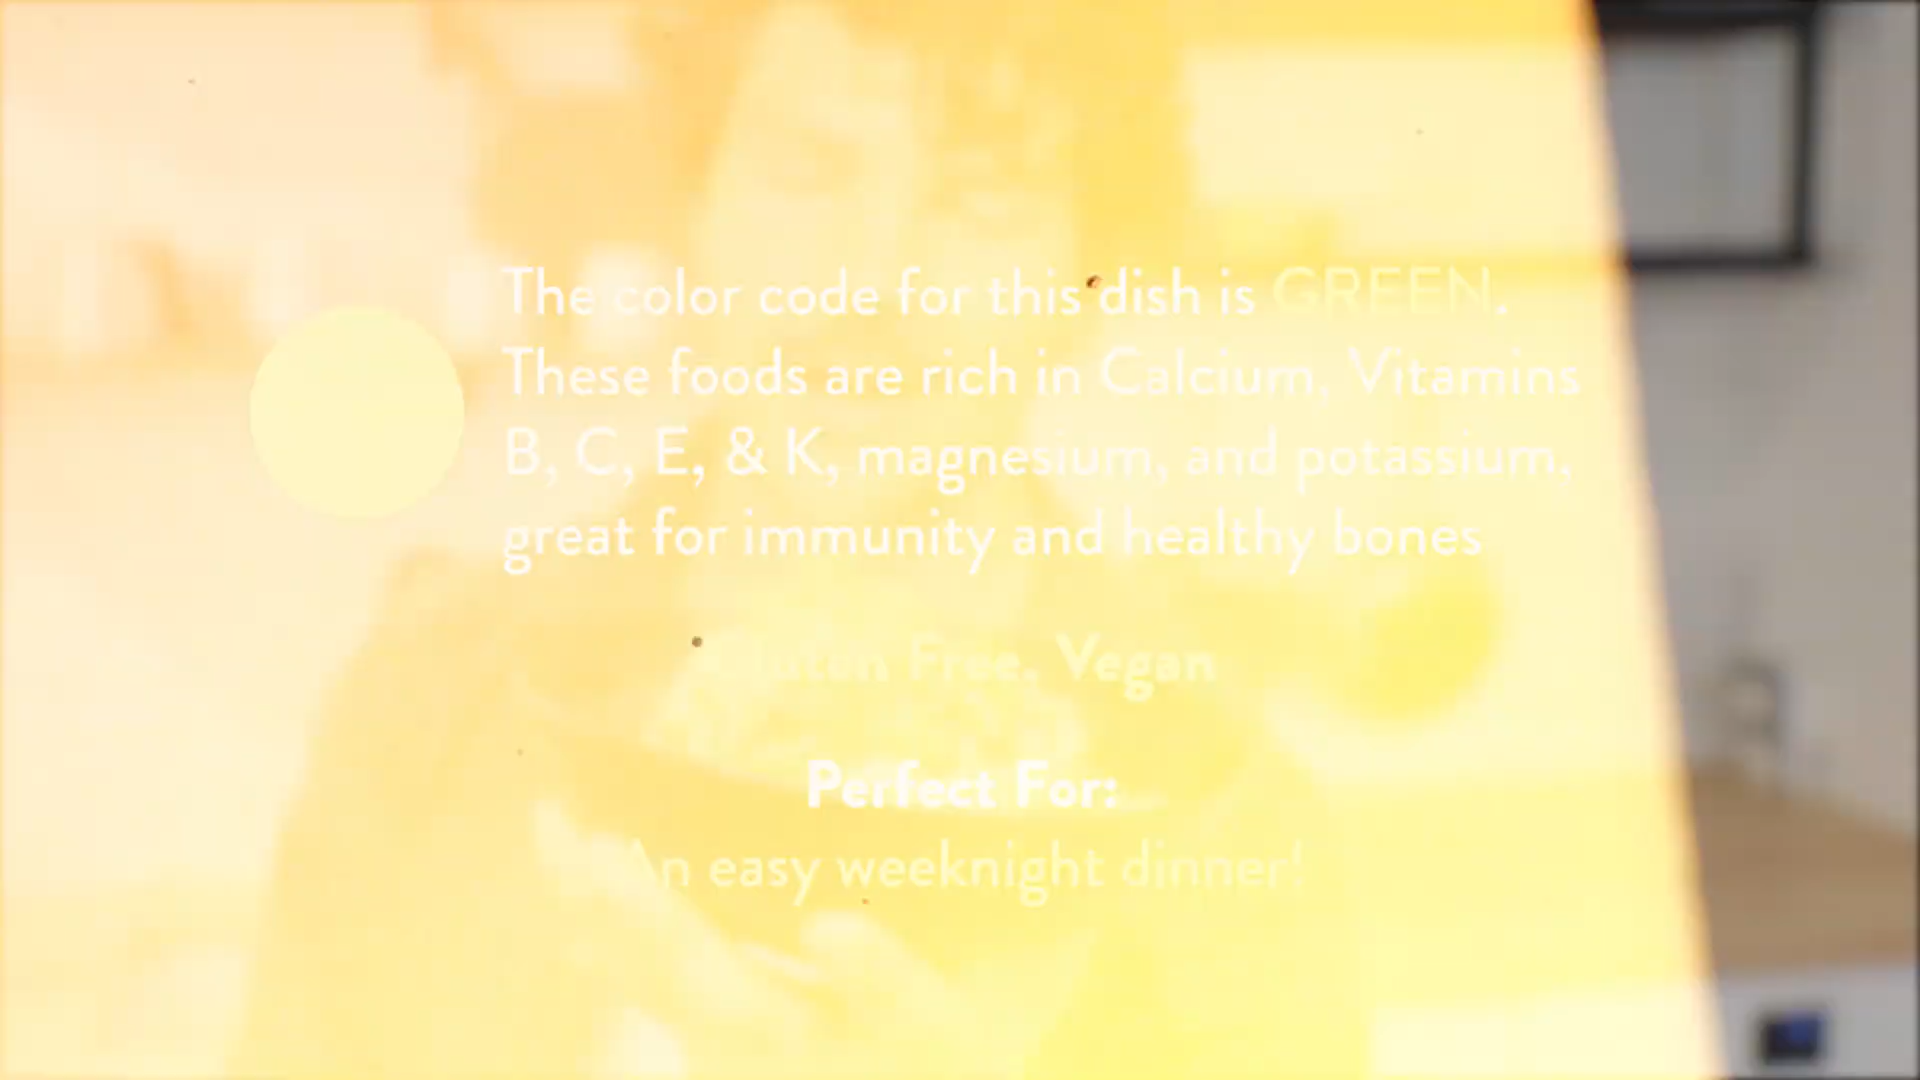 The color code for this dish is GREEN.
These foods are rich in Calcium, Vitamins
B, C, E, & K, magnesium, and potassium,
great for immunity and healthy bones
Gluten Free, Vegan
Perfect For:
An easy weeknight dinner!